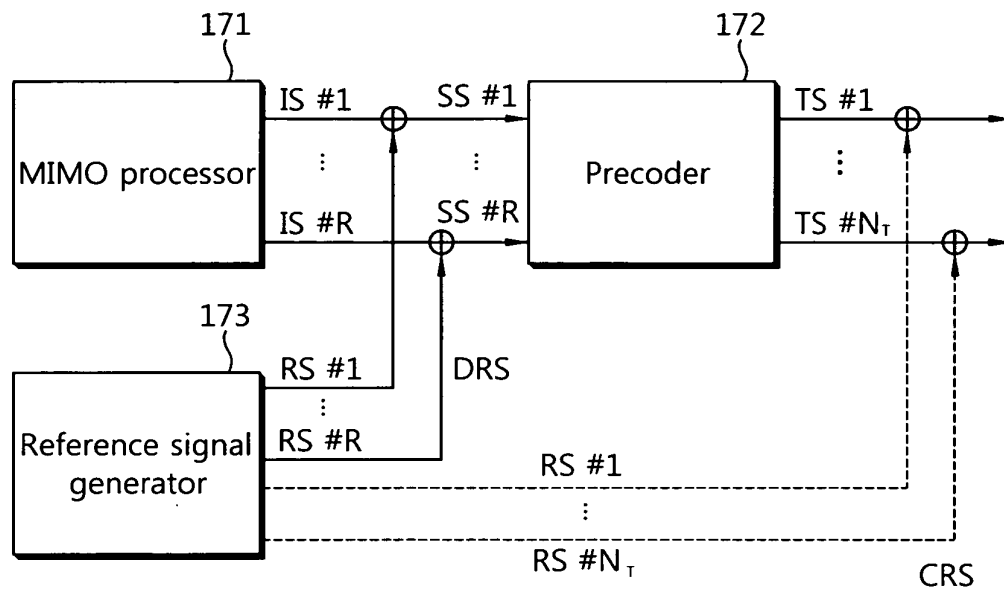 171
172
IS #1
SS #1
TS #1
MIMO processor
Precoder
IS #R
SS #R
TS #N_T
173
RS #1
DRS
Reference signal
generator
RS #R
RS #1
RS #N_T
CRS